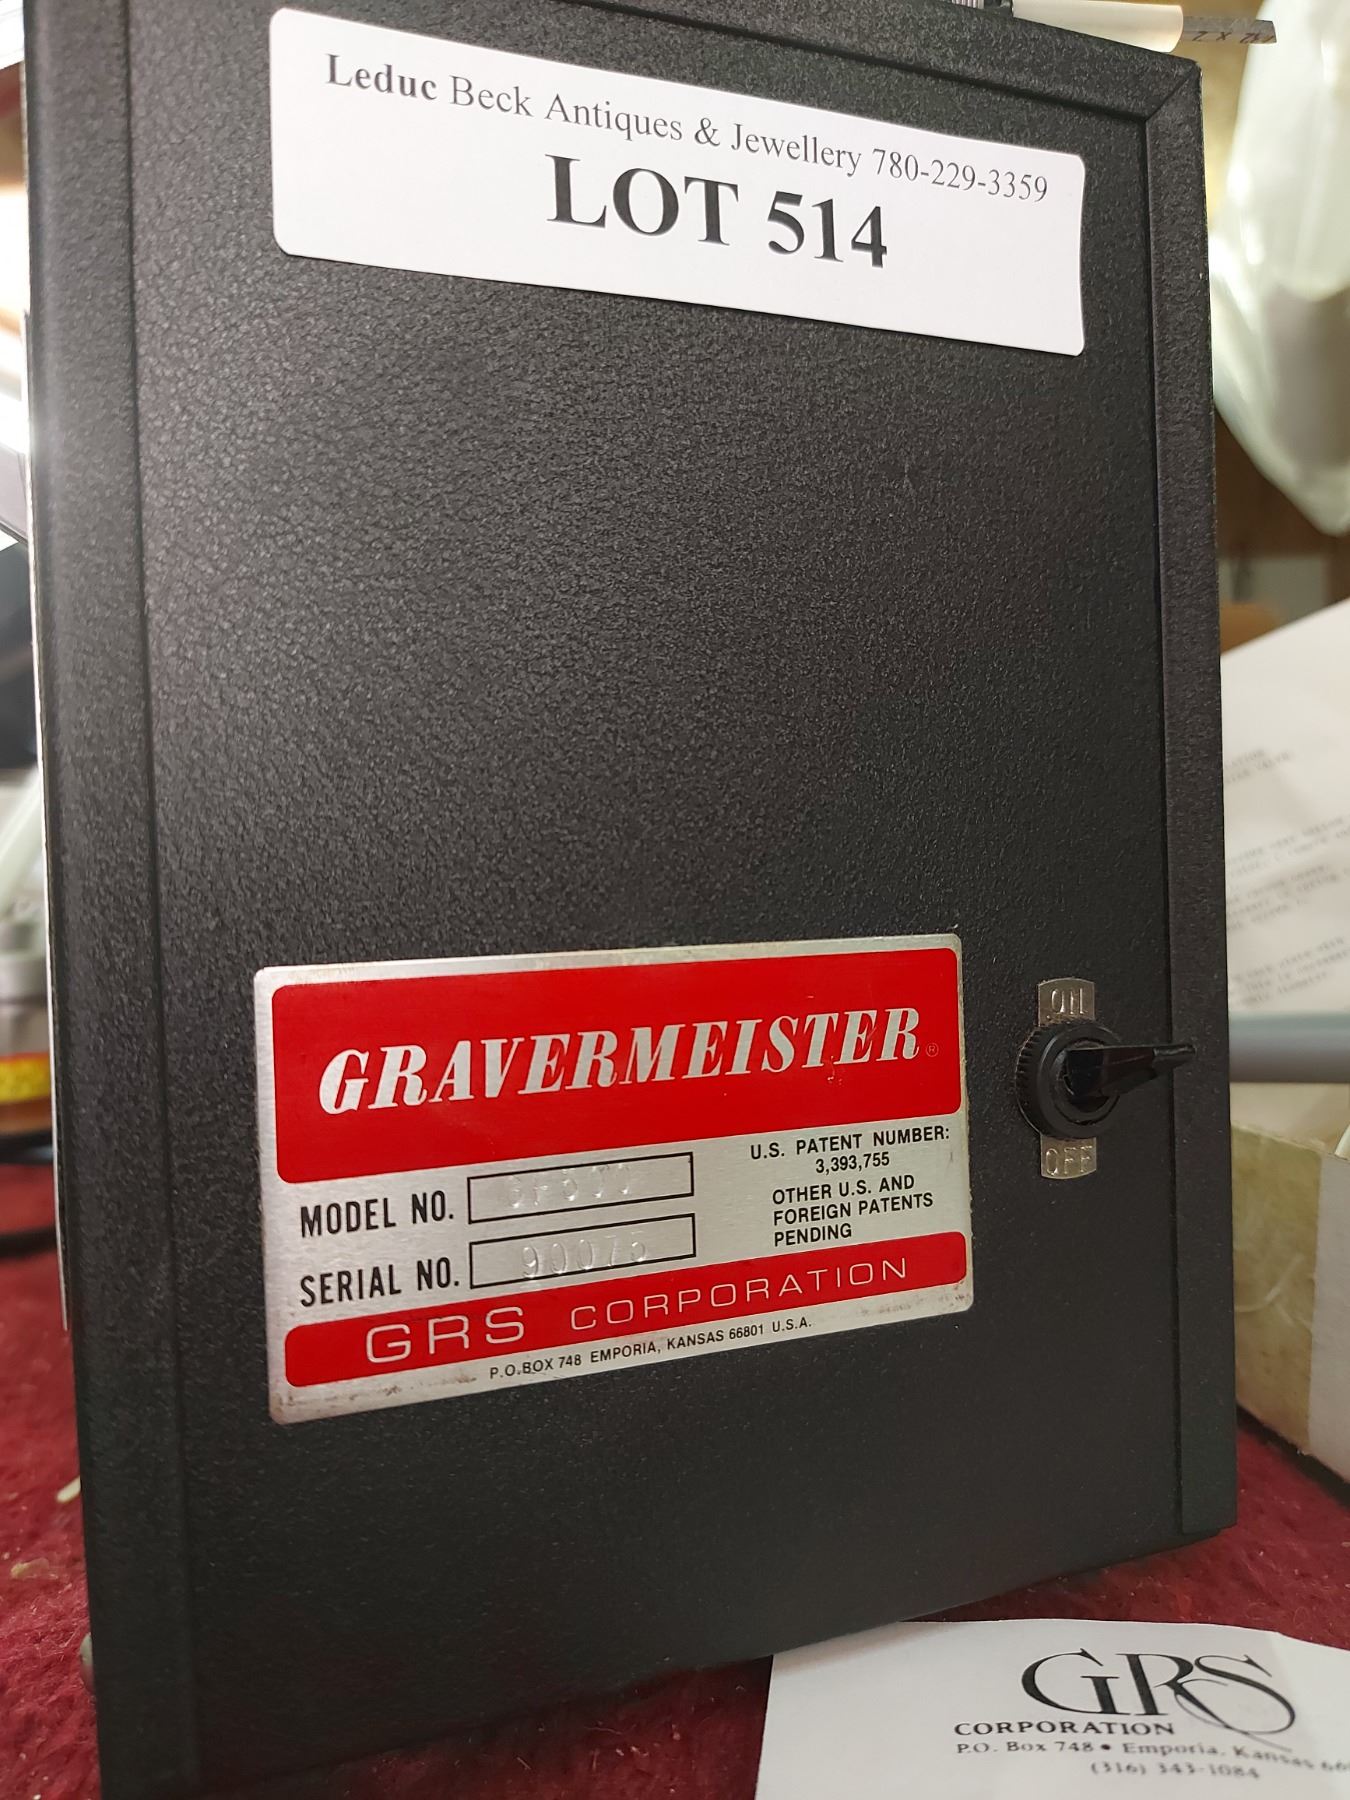 Leduc Beck Antiques & Jewellery 780-229-3359
LOT 514
GRAVERMEISTER®
MODEL NO.
SERIAL NO. 90075
U.S. PATENT NUMBER:
3,393,755
OTHER U.S. AND
FOREIGN PATENTS
PENDING
GRS CORPORATION
P.O.BOX 748 EMPORIA, KANSAS 66801 U.S.A.
ON
OFF
GRS
CORPORATION
P.O. Box 748 • Emporia, Kansas
(316) 343-1084